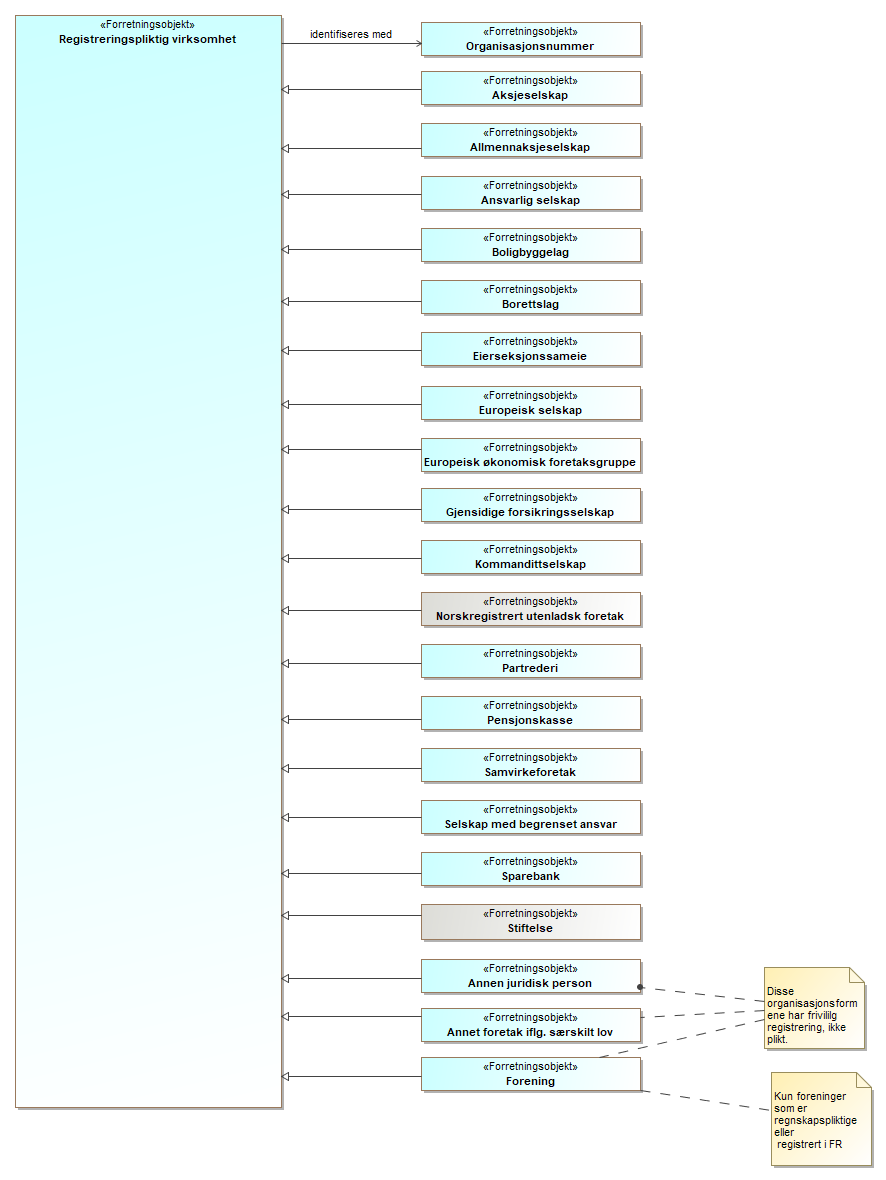 «Forretningsobjekt»
Registreringspliktig virksomhet
identifiseres med
«Forretningsobjekt»
Organisasjonsnummer
«Forretningsobjekt»
Aksjeselskap
«Forretningsobjekt»
Allmennaksjeselskap
«Forretningsobjekt»
Ansvarlig selskap
«Forretningsobjekt»
Boligbyggelag
«Forretningsobjekt»
Borettslag
«Forretningsobjekt»
Eierseksjonssameie
«Forretningsobjekt»
Europeisk selskap
«Forretningsobjekt»
Europeisk økonomisk foretaksgruppe
«Forretningsobjekt»
Gjensidige forsikringsselskap
«Forretningsobjekt»
Kommandittselskap
«Forretningsobjekt»
Norskregistrert utenladsk foretak
«Forretningsobjekt»
Partrederi
«Forretningsobjekt»
Pensjonskasse
«Forretningsobjekt»
Samvirkeforetak
«Forretningsobjekt»
Selskap med begrenset ansvar
«Forretningsobjekt»
Sparebank
«Forretningsobjekt»
Stiftelse
«Forretningsobjekt»
Annen juridisk person
«Forretningsobjekt»
Annet foretak iflg. særskilt lov
«Forretningsobjekt»
Forening
Disse
organisasjonsform
ene har frivililg
registrering, ikke
plikt.
Kun foreninger
som er
regnskapspliktige
eller
registrert i FR